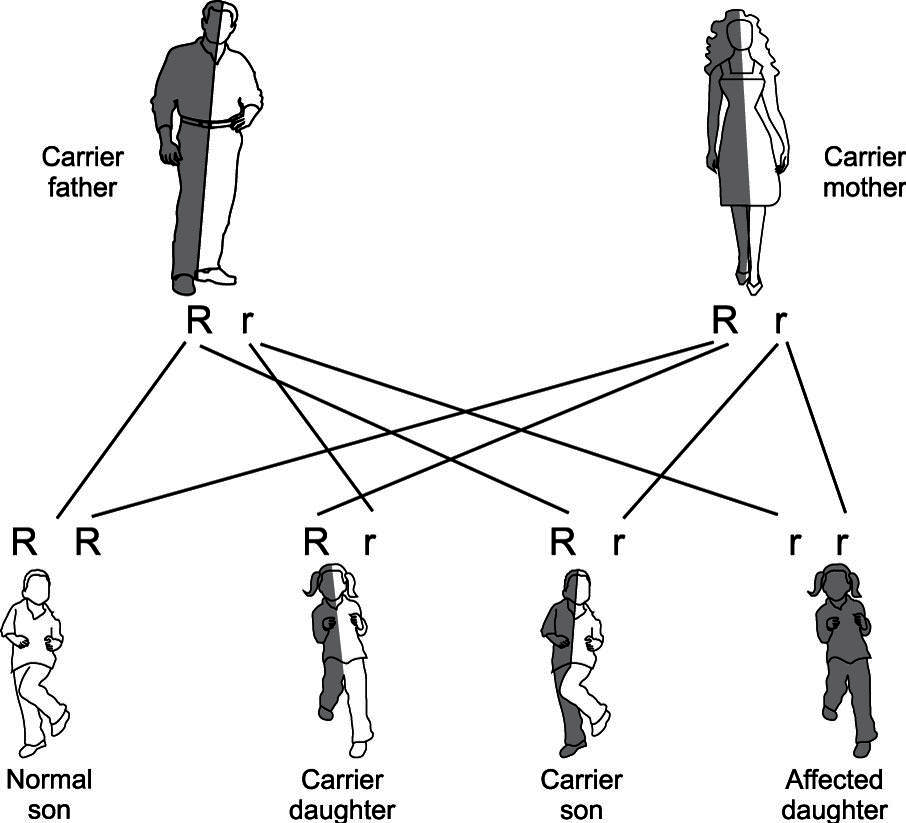 Carrier
father
Carrier
mother
R r
R r
R R
R r
R r
r r
Normal
son
Carrier
daughter
Carrier
son
Affected
daughter